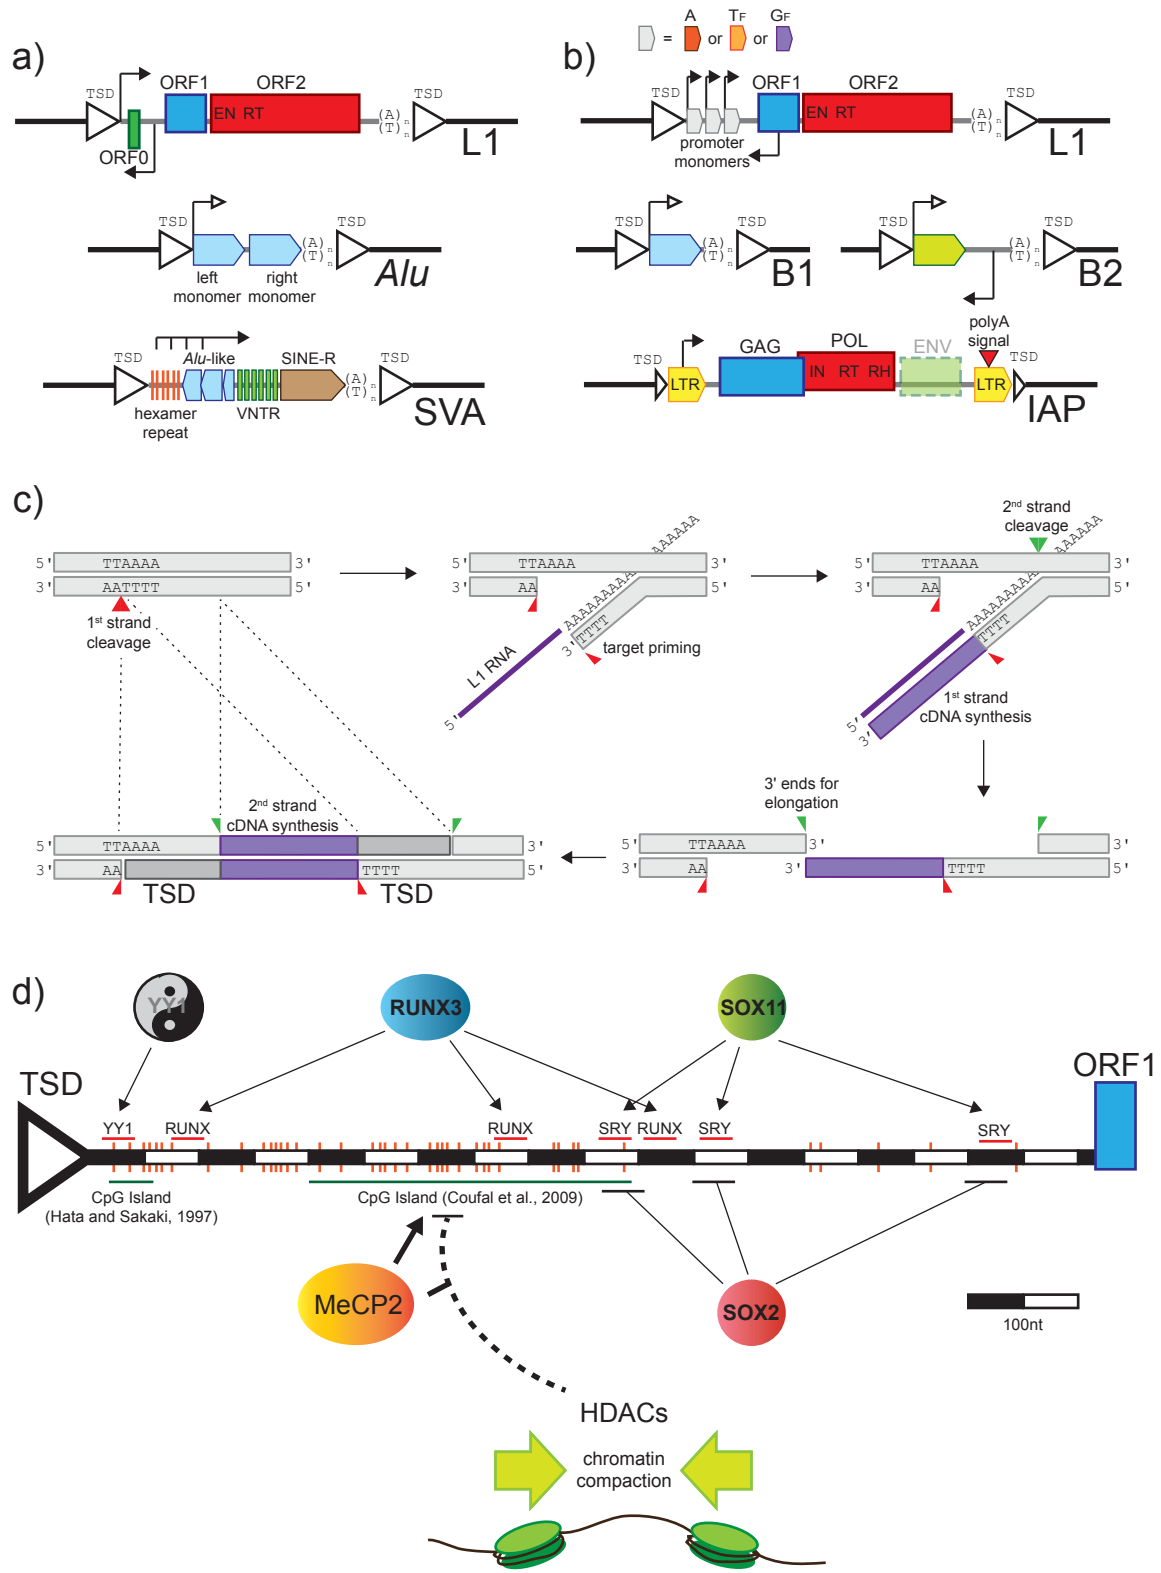 a)
TSD
ORF1
ORF2
EN RT
(A)
(T) n
TSD
ORF0
L1
TSD
(A)
(T) n
TSD
left
monomer
right
monomer
Alu
TSD
Alu-like
SINE-R
(A)
(T) n
TSD
hexamer
repeat
VNTR
SVA
b)
= A or TF or GF
TSD
ORF1
ORF2
EN RT
(A)
(T) n
TSD
promoter
monomers
L1
TSD
(A)
(T) n
TSD
B1
TSD
(A)
(T) n
TSD
B2
TSD
LTR
GAG
POL
IN RT RH
ENV
polyA
signal
LTR
TSD
IAP
c)
5' TTAAAA 3'
3' AATTTT 5'
1st strand
cleavage
5' TTAAAA 3'
AAAAAA
3' AA 5'
AAAAAAAAAA
3' TTTT
target priming
L1 RNA
5'
2nd strand
cleavage
AAAAAA
5' TTAAAA 3'
3' AA 5'
AAAAAAAAAA
TTTT
1st strand
cDNA synthesis
5'
3'
3' ends for
elongation
5' TTAAAA 3' 3'
3' AA 3' TTTT 5'
2nd strand
cDNA synthesis
5' TTAAAA 3'
3' AA TTTT 5'
TSD TSD
d)
YY1
RUNX3
SOX11
TSD
ORF1
YY1 RUNX RUNX SRY RUNX SRY SRY
CpG Island
(Hata and Sakaki, 1997)
CpG Island (Coufal et al., 2009)
MeCP2
SOX2
100nt
HDACs
chromatin
compaction